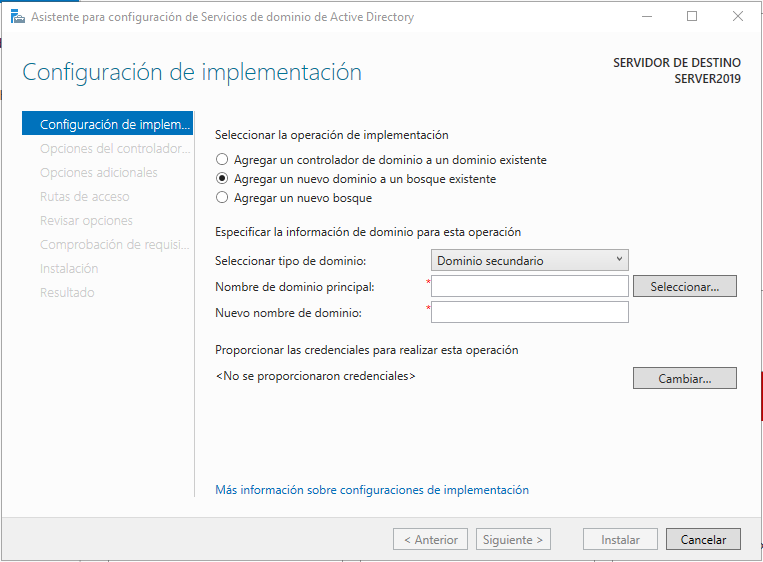 Asistente para configuración de Servicios de dominio de Active Directory
Configuración de implementación
SERVIDOR DE DESTINO
SERVER2019
Configuración de implem...
Opciones del controlador...
Opciones adicionales
Rutas de acceso
Revisar opciones
Comprobación de requisi...
Instalación
Resultado
Seleccionar la operación de implementación
Agregar un controlador de dominio a un dominio existente
Agregar un nuevo dominio a un bosque existente
Agregar un nuevo bosque
Especificar la información de dominio para esta operación
Seleccionar tipo de dominio: Dominio secundario
Nombre de dominio principal: * Seleccionar...
Nuevo nombre de dominio: *
Proporcionar las credenciales para realizar esta operación
<No se proporcionaron credenciales> Cambiar...
Más información sobre configuraciones de implementación
< Anterior Siguiente > Instalar Cancelar